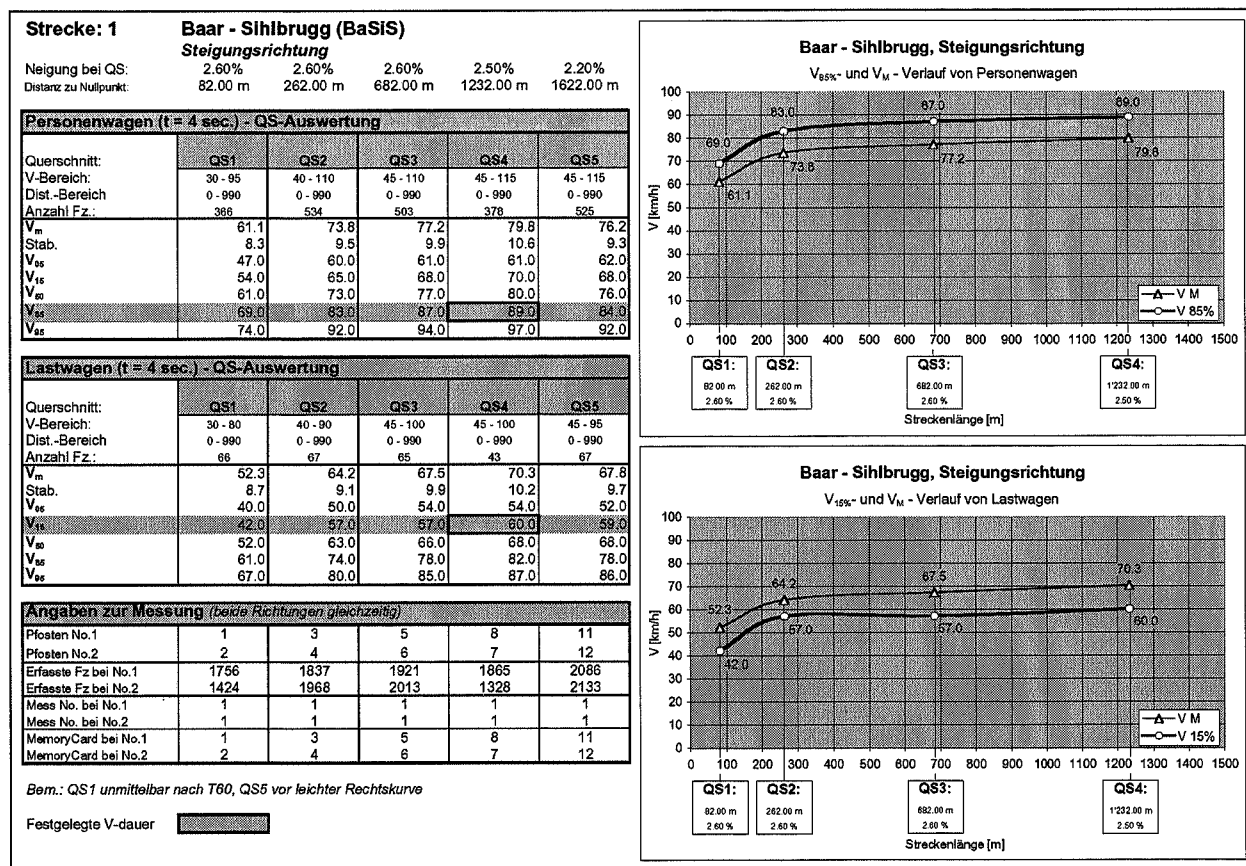 Strecke: 1 Baar - Sihlbrugg (BaSiS)
Steigungsrichtung
Neigung bei QS: 2.60% 2.60% 2.60% 2.50% 2.20%
Distanz zu Nullpunkt: 82.00 m 262.00 m 682.00 m 1232.00 m 1622.00 m
Personenwagen (t = 4 sec.) - QS-Auswertung
Querschnitt: QS1 QS2 QS3 QS4 QS5
V-Bereich: 30 - 95 40 - 110 45 - 110 45 - 115 45 - 115
Dist.-Bereich 0 - 990 0 - 990 0 - 990 0 - 990 0 - 990
Anzahl Fz.: 366 534 503 378 525
Vm 61.1 73.8 77.2 79.8 76.2
Stab. 8.3 9.5 9.9 10.6 9.3
V05 47.0 60.0 61.0 61.0 62.0
V15 54.0 65.0 68.0 70.0 68.0
V50 61.0 73.0 77.0 80.0 76.0
V85 69.0 83.0 87.0 89.0 84.0
V95 74.0 92.0 94.0 97.0 92.0
Lastwagen (t = 4 sec.) - QS-Auswertung
Querschnitt: QS1 QS2 QS3 QS4 QS5
V-Bereich: 30 - 80 40 - 90 45 - 100 45 - 100 45 - 95
Dist.-Bereich 0 - 990 0 - 990 0 - 990 0 - 990 0 - 990
Anzahl Fz.: 66 67 65 43 67
Vm 52.3 64.2 67.5 70.3 67.8
Stab. 8.7 9.1 9.9 10.2 9.7
V05 40.0 50.0 54.0 54.0 52.0
V15 42.0 57.0 57.0 60.0 59.0
V50 52.0 63.0 66.0 68.0 68.0
V85 61.0 74.0 78.0 82.0 78.0
V95 67.0 80.0 85.0 87.0 86.0
Angaben zur Messung (beide Richtungen gleichzeitig)
Pfosten No.1 1 3 5 8 11
Pfosten No.2 2 4 6 7 12
Erfasste Fz bei No.1 1756 1837 1921 1865 2086
Erfasste Fz bei No.2 1424 1968 2013 1328 2133
Mess No. bei No.1 1 1 1 1 1
Mess No. bei No.2 1 1 1 1 1
MemoryCard bei No.1 1 3 5 8 11
MemoryCard bei No.2 2 4 6 7 12
Bem.: QS1 unmittelbar nach T60, QS5 vor leichter Rechtskurve
Festgelegte V-dauer
Baar - Sihlbrugg, Steigungsrichtung
V85%- und VM - Verlauf von Personenwagen
V [km/h]
100
90
80
70
60
50
40
30
20
10
0
69.0 83.0 87.0 89.0
61.1 73.8 77.2 79.8
V M
V 85%
0 100 200 300 400 500 600 700 800 900 1000 1100 1200 1300 1400 1500
QS1: QS2: QS3: QS4:
82.00 m 262.00 m 682.00 m 1'232.00 m
2.60 % 2.60 % 2.60 % 2.50 %
Streckenlänge [m]
Baar - Sihlbrugg, Steigungsrichtung
V15%- und VM - Verlauf von Lastwagen
V [km/h]
100
90
80
70
60
50
40
30
20
10
0
52.3 64.2 67.5 70.3
42.0 57.0 57.0 60.0
V M
V 15%
0 100 200 300 400 500 600 700 800 900 1000 1100 1200 1300 1400 1500
QS1: QS2: QS3: QS4:
82.00 m 262.00 m 682.00 m 1'232.00 m
2.60 % 2.60 % 2.60 % 2.50 %
Streckenlänge [m]